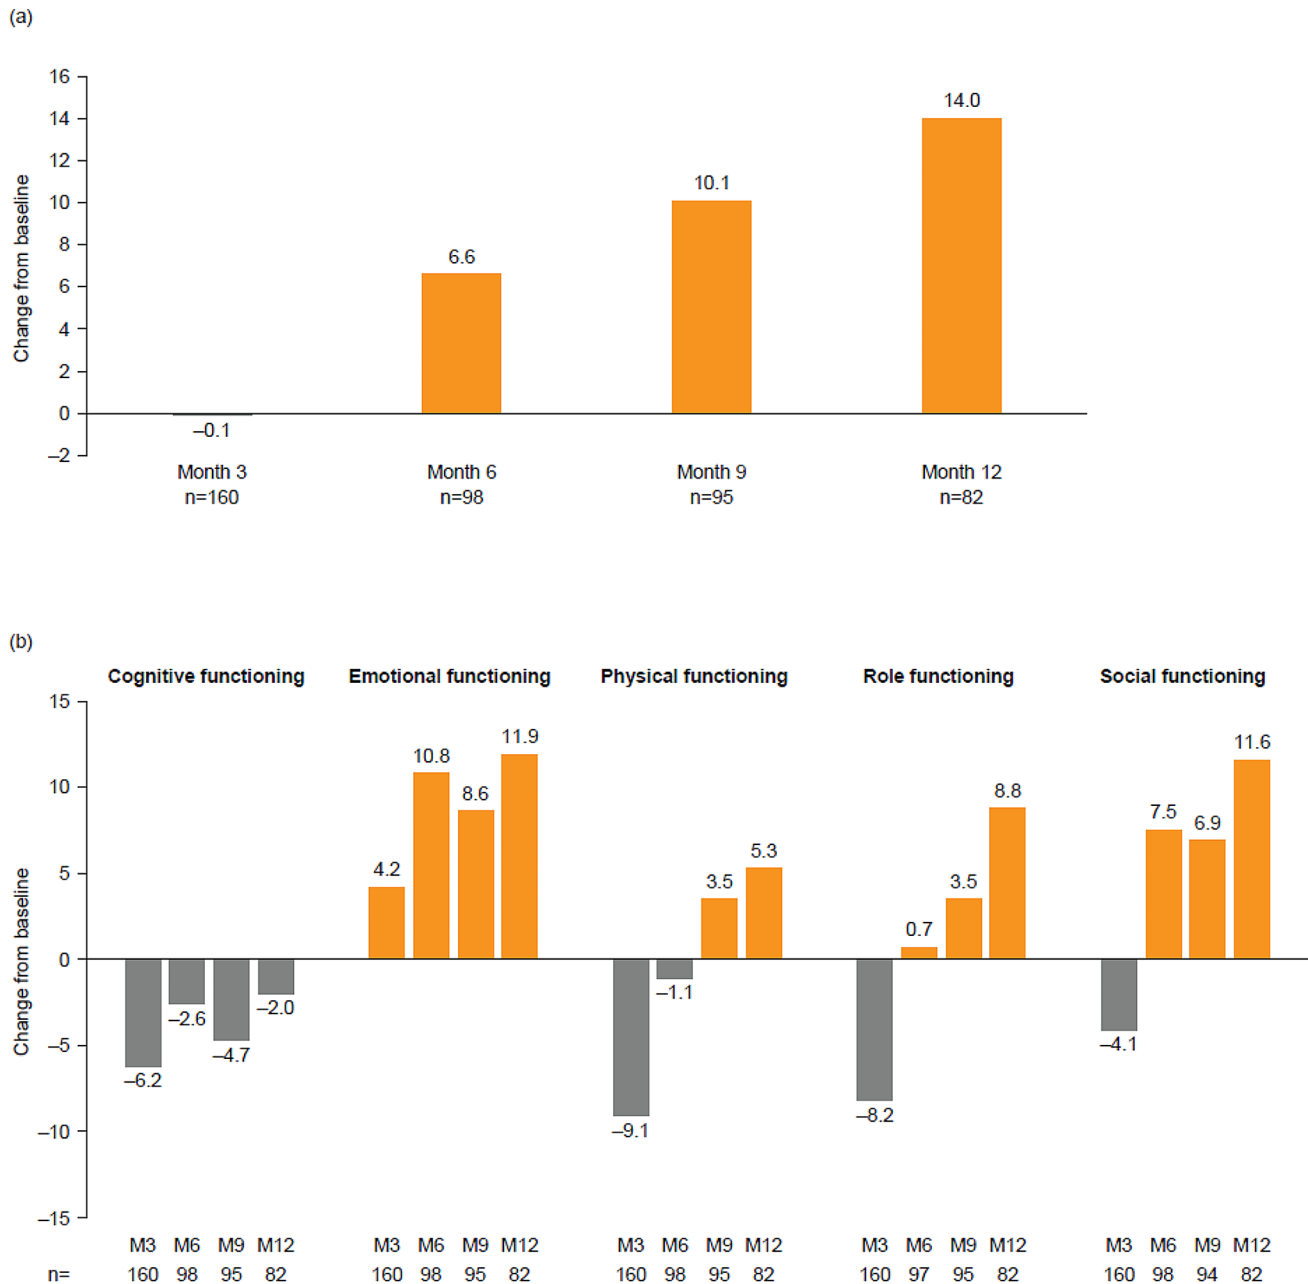 (a)
16
14
12
10
8
6
4
2
0
–2
Change from baseline
–0.1
6.6
10.1
14.0
Month 3 Month 6 Month 9 Month 12
n=160 n=98 n=95 n=82
(b)
Cognitive functioning Emotional functioning Physical functioning Role functioning Social functioning
15
10
5
0
–5
–10
–15
Change from baseline
–6.2 –2.6 –4.7 –2.0
4.2 10.8 8.6 11.9
–9.1 –1.1 3.5 5.3
–8.2 0.7 3.5 8.8
–4.1 7.5 6.9 11.6
M3 M6 M9 M12 M3 M6 M9 M12 M3 M6 M9 M12 M3 M6 M9 M12 M3 M6 M9 M12
n= 160 98 95 82 160 98 95 82 160 98 95 82 160 97 95 82 160 98 94 82